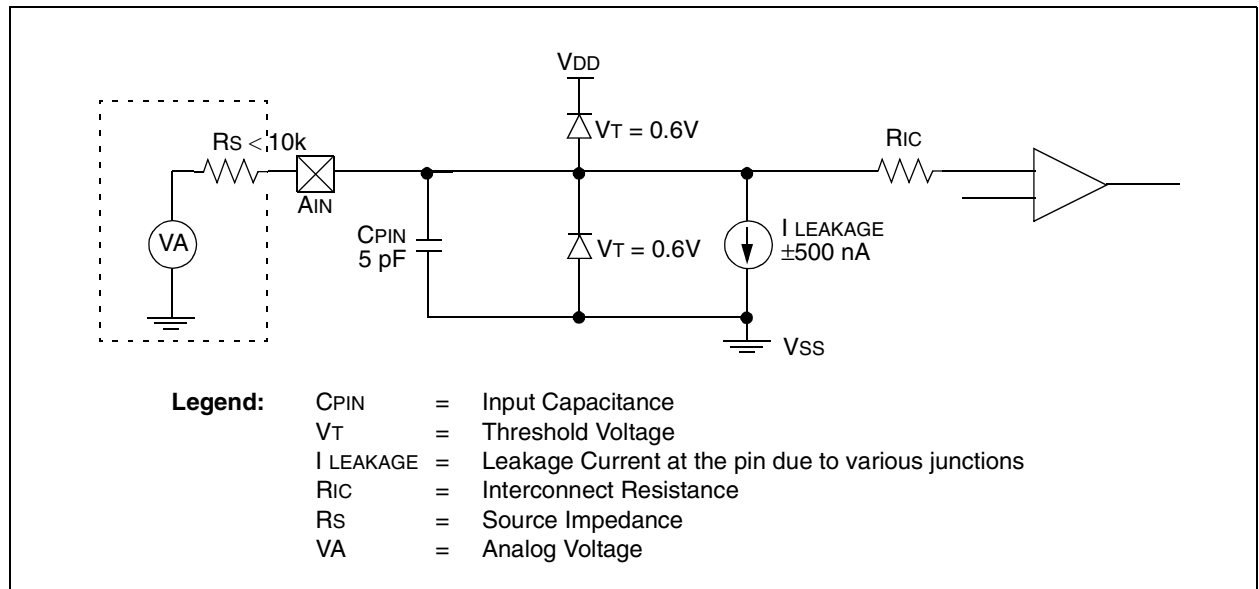 VDD
VT = 0.6V
RS < 10k
RIC
AIN
VA
CPIN
5 pF
VT = 0.6V
I LEAKAGE
±500 nA
VSS
Legend: CPIN = Input Capacitance
VT = Threshold Voltage
I LEAKAGE = Leakage Current at the pin due to various junctions
RIC = Interconnect Resistance
RS = Source Impedance
VA = Analog Voltage